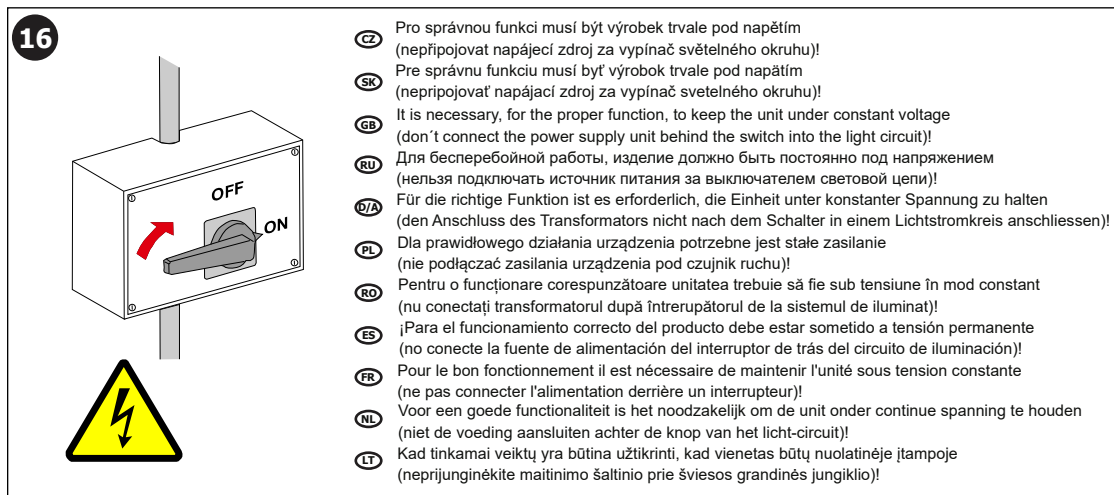 16
OFF
ON
CZ Pro správnou funkci musí být výrobek trvale pod napětím
(nepřipojovat napájecí zdroj za vypínač světelného okruhu)!
SK Pre správnu funkciu musí byť výrobok trvale pod napätím
(nepripojovať napájací zdroj za vypínač svetelného okruhu)!
GB It is necessary, for the proper function, to keep the unit under constant voltage
(don´t connect the power supply unit behind the switch into the light circuit)!
RU Для бесперебойной работы, изделие должно быть постоянно под напряжением
(нельзя подключать источник питания за выключателем световой цепи)!
D/A Für die richtige Funktion ist es erforderlich, die Einheit unter konstanter Spannung zu halten
(den Anschluss des Transformators nicht nach dem Schalter in einem Lichtstromkreis anschliessen)!
PL Dla prawidłowego działania urządzenia potrzebne jest stałe zasilanie
(nie podłączać zasilania urządzenia pod czujnik ruchu)!
RO Pentru o funcționare corespunzătoare unitatea trebuie să fie sub tensiune în mod constant
(nu conectați transformatorul după întrerupătorul de la sistemul de iluminat)!
ES ¡Para el funcionamiento correcto del producto debe estar sometido a tensión permanente
(no conecte la fuente de alimentación del interruptor de trás del circuito de iluminación)!
FR Pour le bon fonctionnement il est nécessaire de maintenir l'unité sous tension constante
(ne pas connecter l'alimentation derrière un interrupteur)!
NL Voor een goede functionaliteit is het noodzakelijk om de unit onder continue spanning te houden
(niet de voeding aansluiten achter de knop van het licht-circuit)!
LT Kad tinkamai veiktų yra būtina užtikrinti, kad vienetas būtų nuolatinėje įtampoje
(neprijunginėkite maitinimo šaltinio prie šviesos grandinės jungiklio)!